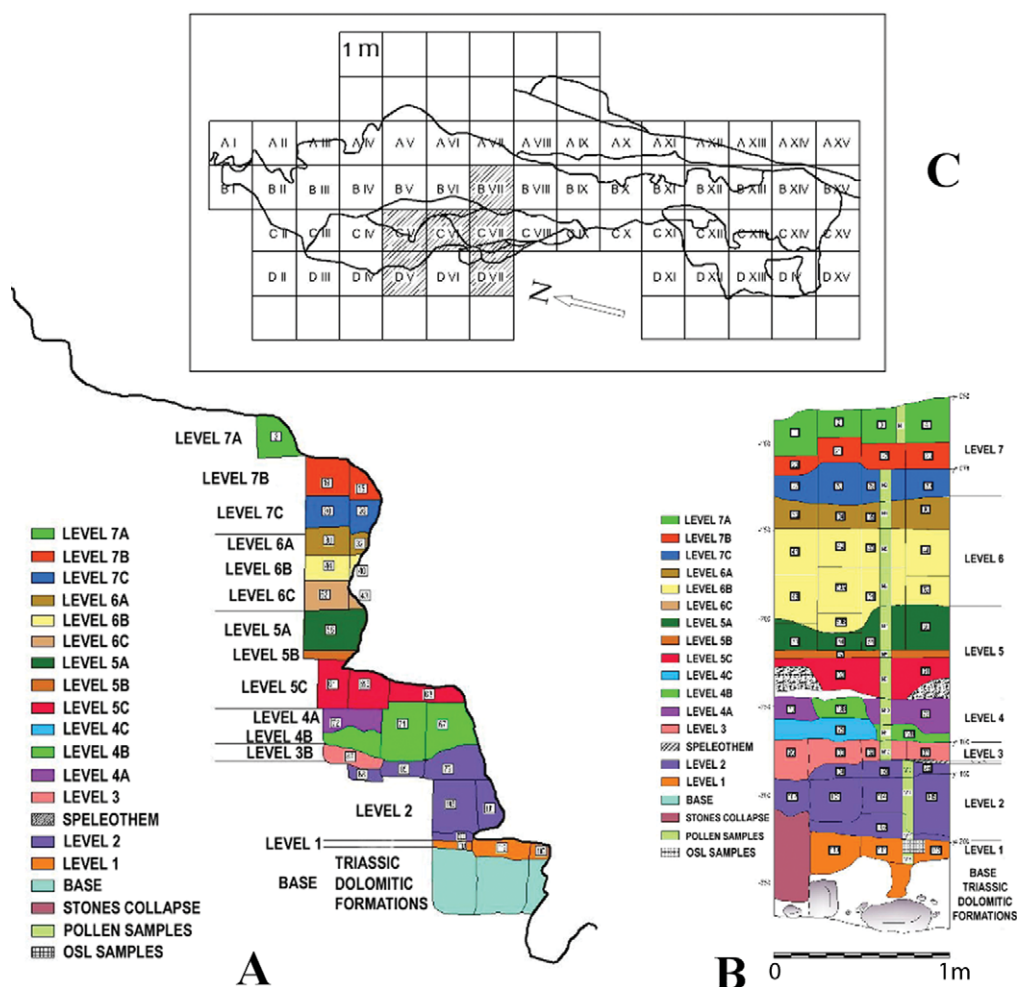 1 m
C
A I A II A III A IV A V A VI A VII A VIII A IX A X A XI A XII A XIII A XIV A XV
B I B II B III B IV B V B VI B VII B VIII B IX B X B XI B XII B XIII B XIV B XV
C II C III C IV C V C VI C VII C VIII C IX C X C XI C XII C XIII C XIV C XV
D II D III D IV D V D VI D VII D XI D XII D XIII D IV D XV
N
LEVEL 7A
LEVEL 7B
LEVEL 7C
LEVEL 6A
LEVEL 6B
LEVEL 6C
LEVEL 5A
LEVEL 5B
LEVEL 5C
LEVEL 4A
LEVEL 4B
LEVEL 3B
LEVEL 2
LEVEL 1
BASE
TRIASSIC
DOLOMITIC
FORMATIONS
LEVEL 7A
LEVEL 7B
LEVEL 7C
LEVEL 6A
LEVEL 6B
LEVEL 6C
LEVEL 5A
LEVEL 5B
LEVEL 5C
LEVEL 4C
LEVEL 4B
LEVEL 4A
LEVEL 3
SPELEOTHEM
LEVEL 2
LEVEL 1
BASE
STONES COLLAPSE
POLLEN SAMPLES
OSL SAMPLES
A
LEVEL 7A
LEVEL 7B
LEVEL 7C
LEVEL 6A
LEVEL 6B
LEVEL 6C
LEVEL 5A
LEVEL 5B
LEVEL 5C
LEVEL 4C
LEVEL 4B
LEVEL 4A
LEVEL 3
SPELEOTHEM
LEVEL 2
LEVEL 1
BASE
STONES COLLAPSE
POLLEN SAMPLES
OSL SAMPLES
LEVEL 7
LEVEL 6
LEVEL 5
LEVEL 4
LEVEL 3
LEVEL 2
LEVEL 1
BASE
TRIASSIC
DOLOMITIC
FORMATIONS
B
0 1m